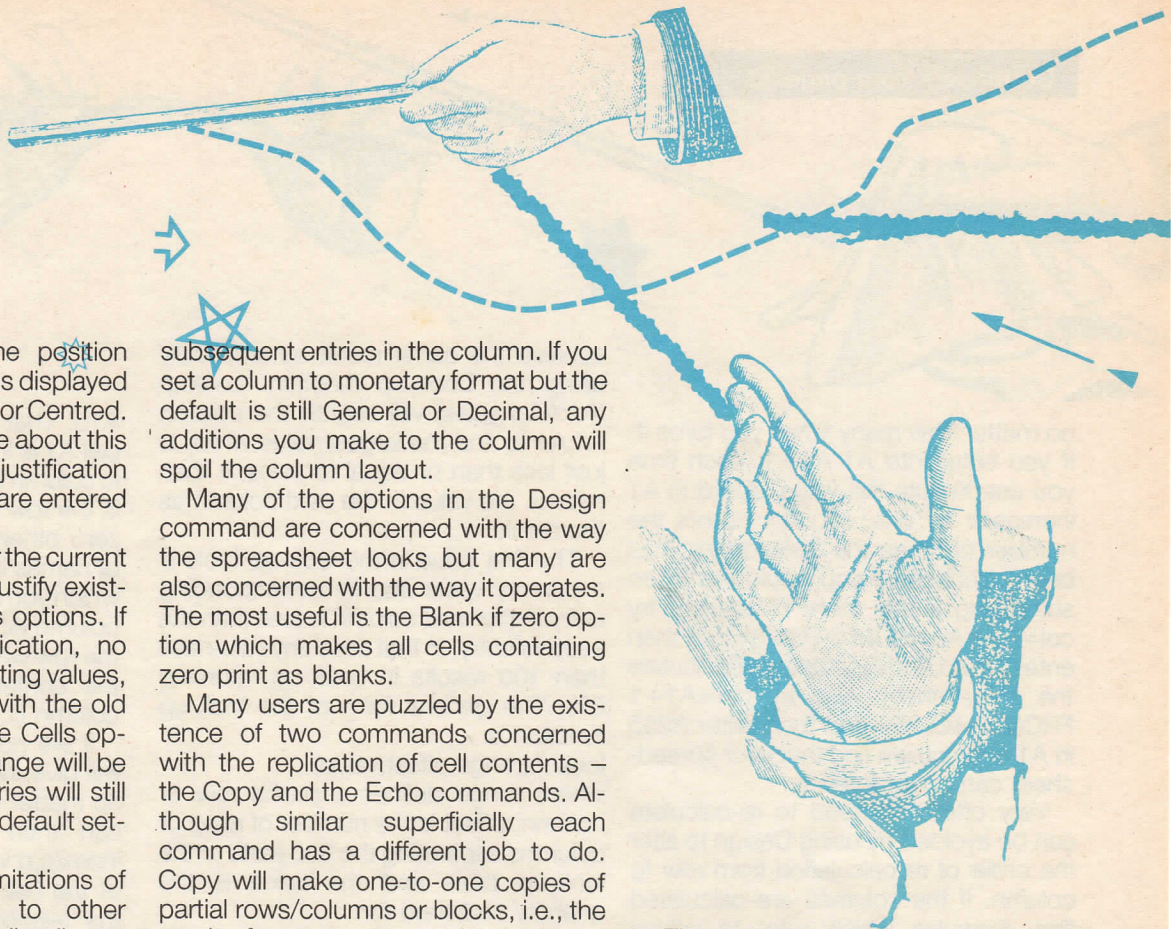 ne position
s displayed
or Centred.
e about this
justification
are entered
r the current
ustify exist-
s options. If
ication, no
ting values,
with the old
e Cells op-
ange will be
ries will still
default set-
mitations of
to other
subsequent entries in the column. If you
set a column to monetary format but the
default is still General or Decimal, any
additions you make to the column will
spoil the column layout.
Many of the options in the Design
command are concerned with the way
the spreadsheet looks but many are
also concerned with the way it operates.
The most useful is the Blank if zero op-
tion which makes all cells containing
zero print as blanks.
Many users are puzzled by the exis-
tence of two commands concerned
with the replication of cell contents –
the Copy and the Echo commands. Al-
though similar superficially each
command has a different job to do.
Copy will make one-to-one copies of
partial rows/columns or blocks, i.e., the